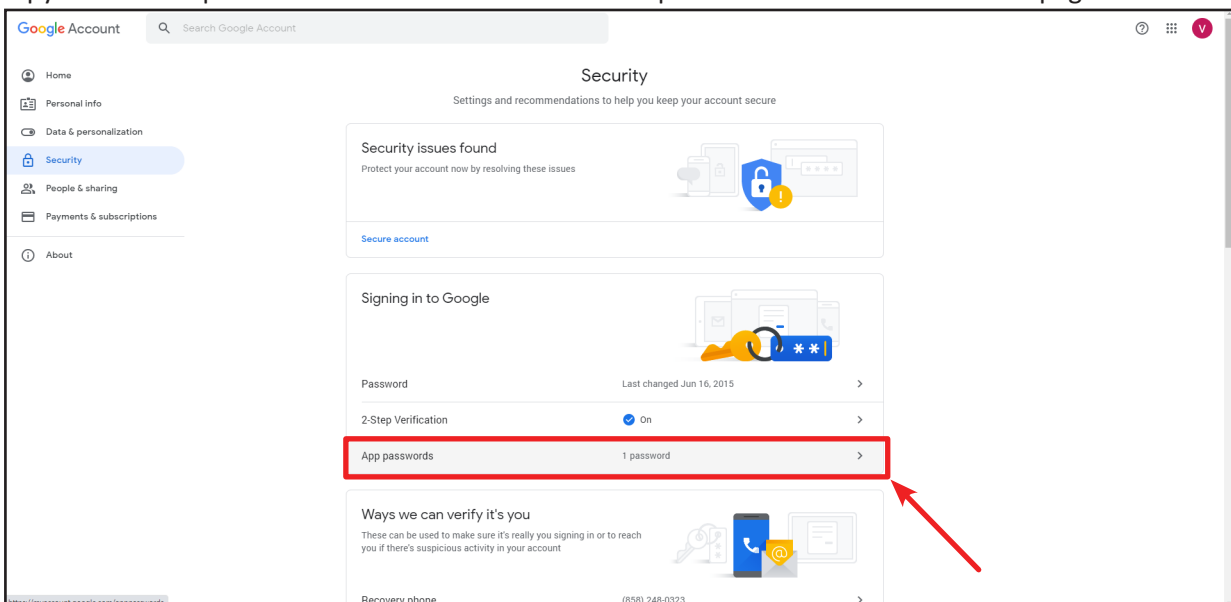 Google Account
Search Google Account
V
Home
Personal info
Data & personalization
Security
People & sharing
Payments & subscriptions
About
Security
Settings and recommendations to help you keep your account secure
Security issues found
Protect your account now by resolving these issues
Secure account
Signing in to Google
**
Password Last changed Jun 16, 2015
2-Step Verification On
App passwords 1 password
Ways we can verify it's you
These can be used to make sure it's really you signing in or to reach
you if there's suspicious activity in your account
Recovery phone (858) 248-0323